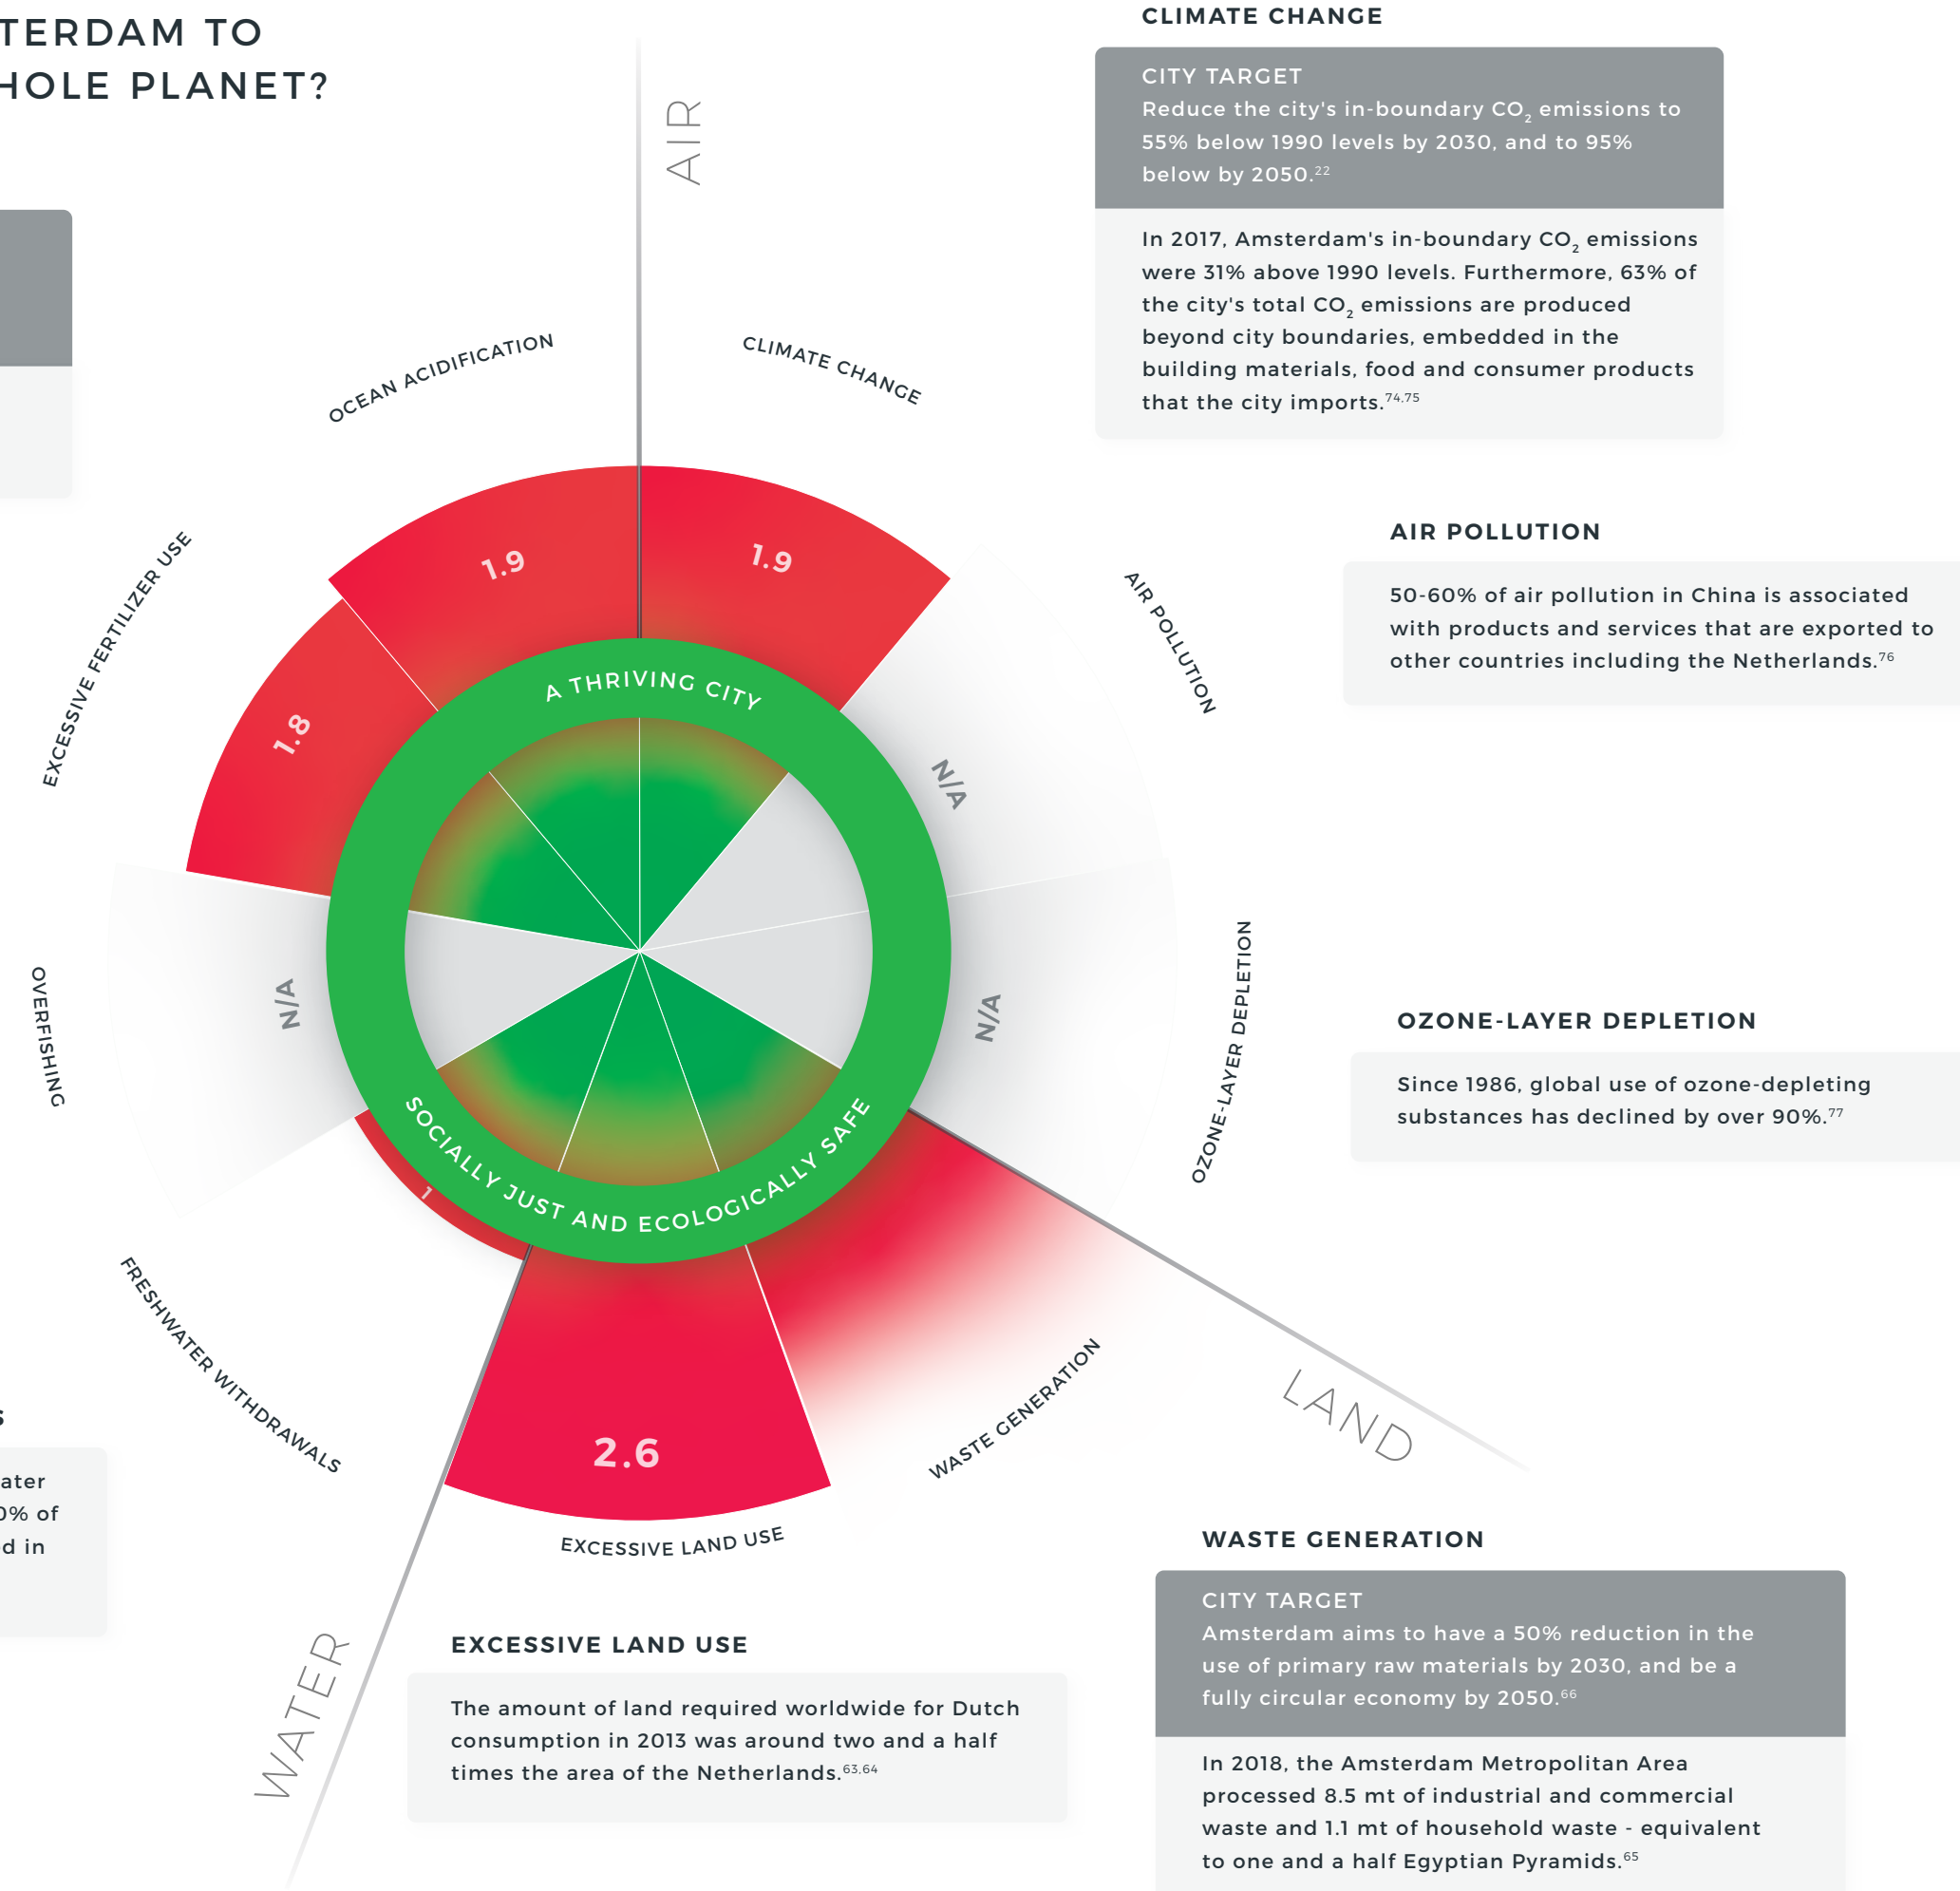 TERDAM TO
HOLE PLANET?
AIR
CLIMATE CHANGE
CITY TARGET
Reduce the city's in-boundary CO₂ emissions to
55% below 1990 levels by 2030, and to 95%
below by 2050.²²
In 2017, Amsterdam's in-boundary CO₂ emissions
were 31% above 1990 levels. Furthermore, 63% of
the city's total CO₂ emissions are produced
beyond city boundaries, embedded in the
building materials, food and consumer products
that the city imports.⁷⁴,⁷⁵
OCEAN ACIDIFICATION
CLIMATE CHANGE
EXCESSIVE FERTILIZER USE
1.9
1.9
1.8
AIR POLLUTION
AIR POLLUTION
50-60% of air pollution in China is associated
with products and services that are exported to
other countries including the Netherlands.⁷⁶
A THRIVING CITY
N/A
N/A
N/A
OVERFISHING
OZONE-LAYER DEPLETION
OZONE-LAYER DEPLETION
Since 1986, global use of ozone-depleting
substances has declined by over 90%.⁷⁷
SOCIALLY JUST AND ECOLOGICALLY SAFE
1
FRESHWATER WITHDRAWALS
2.6
WASTE GENERATION
LAND
EXCESSIVE LAND USE
S
ater
0% of
d in
WATER
EXCESSIVE LAND USE
The amount of land required worldwide for Dutch
consumption in 2013 was around two and a half
times the area of the Netherlands.⁶³,⁶⁴
WASTE GENERATION
CITY TARGET
Amsterdam aims to have a 50% reduction in the
use of primary raw materials by 2030, and be a
fully circular economy by 2050.⁶⁶
In 2018, the Amsterdam Metropolitan Area
processed 8.5 mt of industrial and commercial
waste and 1.1 mt of household waste - equivalent
to one and a half Egyptian Pyramids.⁶⁵